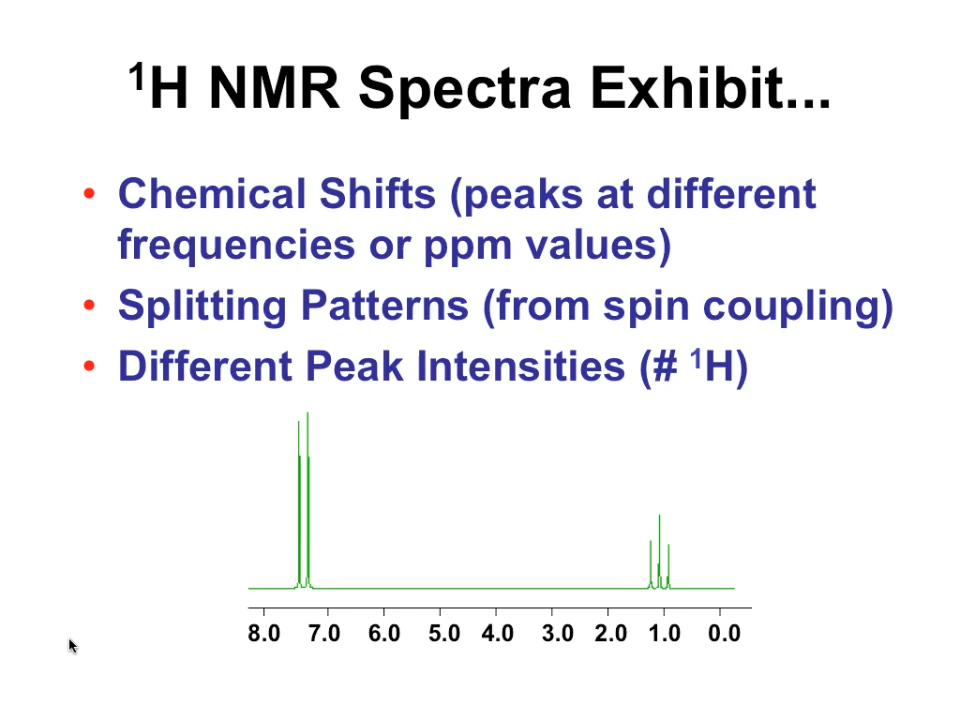 ¹H NMR Spectra Exhibit...
• Chemical Shifts (peaks at different
frequencies or ppm values)
• Splitting Patterns (from spin coupling)
• Different Peak Intensities (# ¹H)
8.0 7.0 6.0 5.0 4.0 3.0 2.0 1.0 0.0